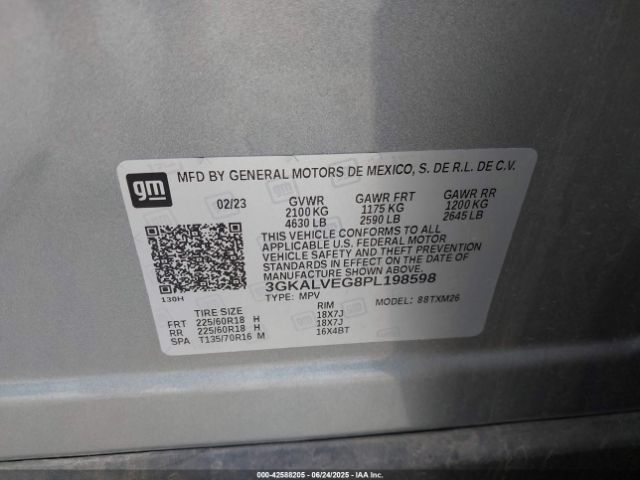 gm
MFD BY GENERAL MOTORS DE MEXICO, S. DE R.L. DE C.V.
02/23 GVWR GAWR FRT GAWR RR
2100 KG 1175 KG 1200 KG
4630 LB 2590 LB 2645 LB
THIS VEHICLE CONFORMS TO ALL
APPLICABLE U.S. FEDERAL MOTOR
VEHICLE SAFETY AND THEFT PREVENTION
STANDARDS IN EFFECT ON THE DATE OF
MANUFACTURE SHOWN ABOVE.
3GKALVEG8PL198598
130H
TYPE: MPV MODEL: 88TXM26
TIRE SIZE RIM
FRT 225/60R18 H 18X7J
RR 225/60R18 H 18X7J
SPA T135/70R16 M 16X4BT
IAA
#IAAI-42588205 - 06/24/2025 - IAA Inc.